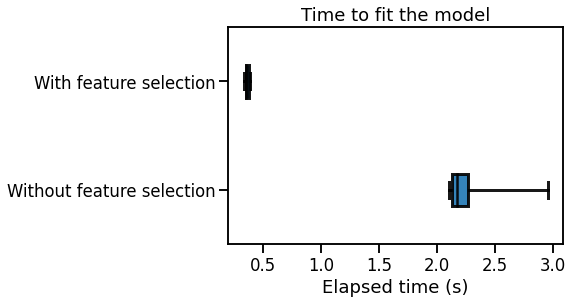 Time to fit the model
With feature selection
Without feature selection
0.5 1.0 1.5 2.0 2.5 3.0
Elapsed time (s)